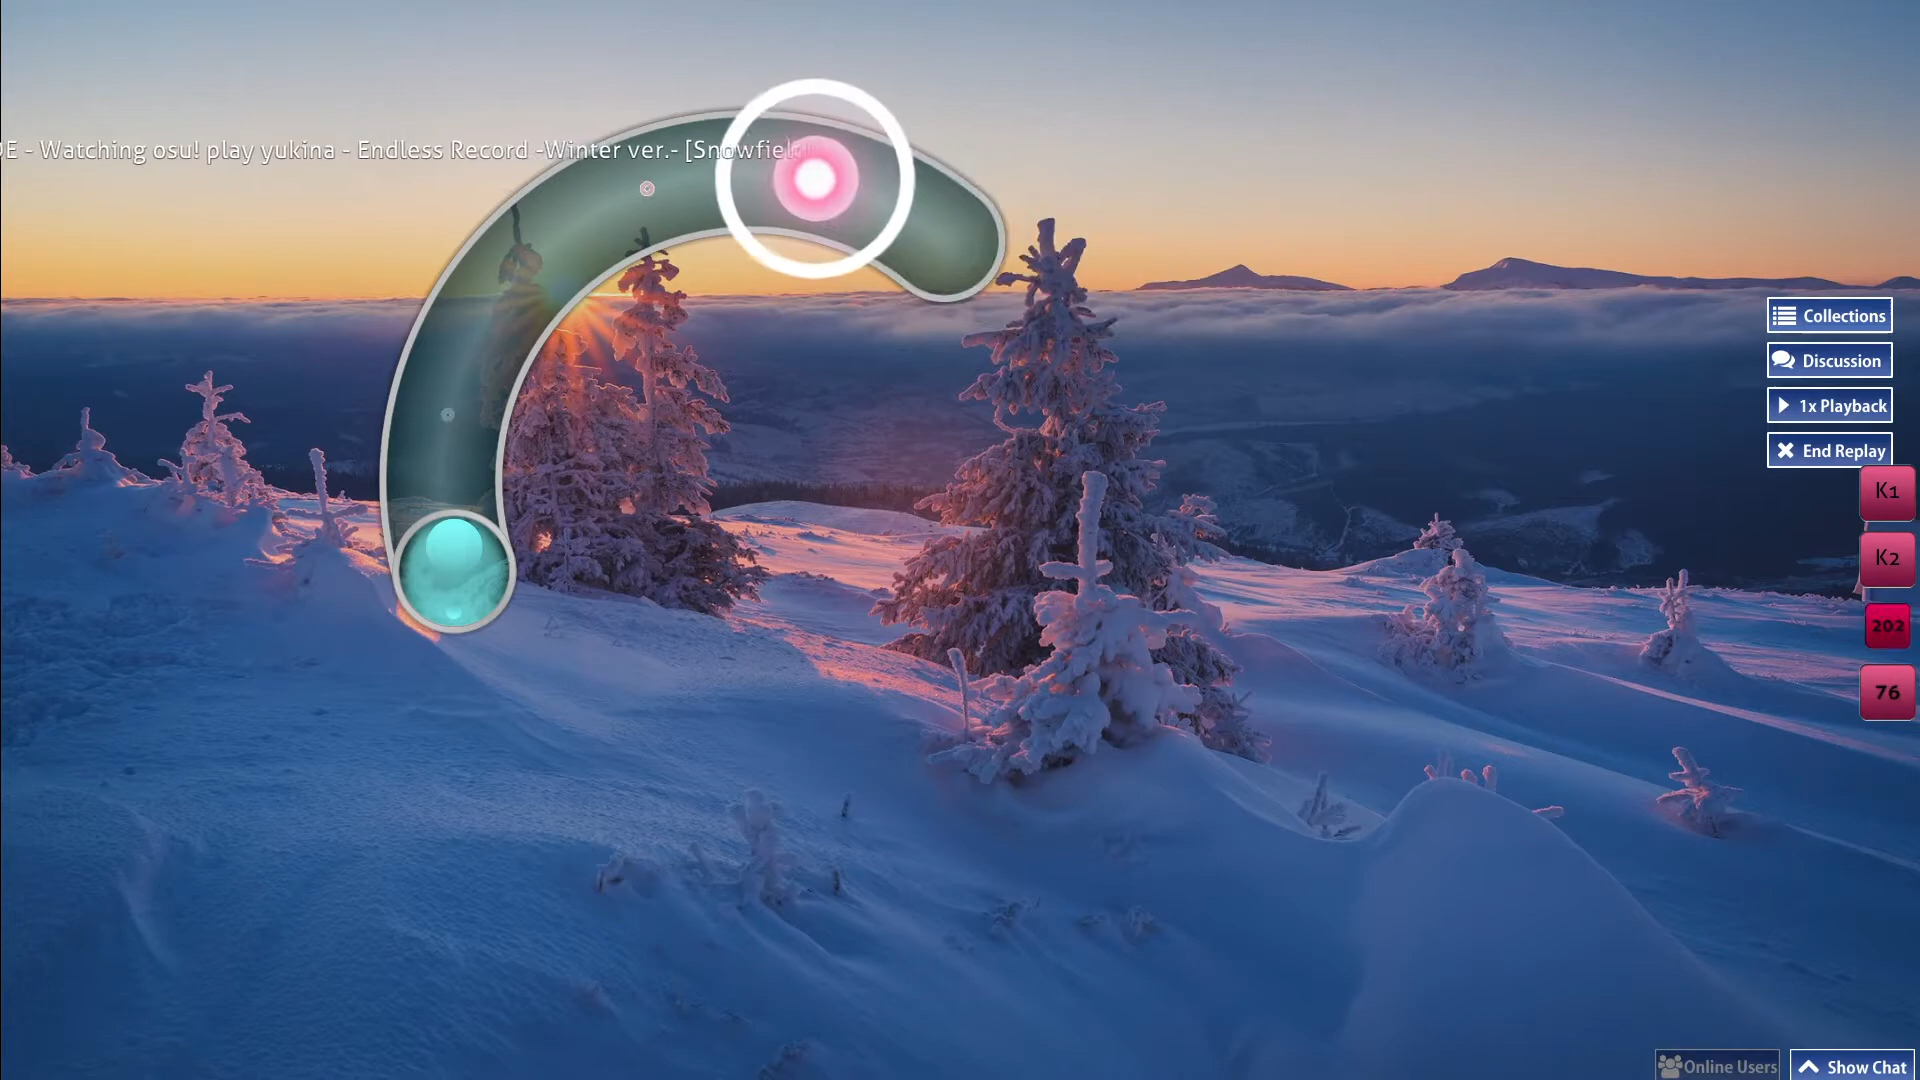 - Watching osu! play yukina - Endless Record -Winter ver.- [Snowfield
Collections
Discussion
1x Playback
End Replay
K1
K2
202
76
Online Users
Show Chat